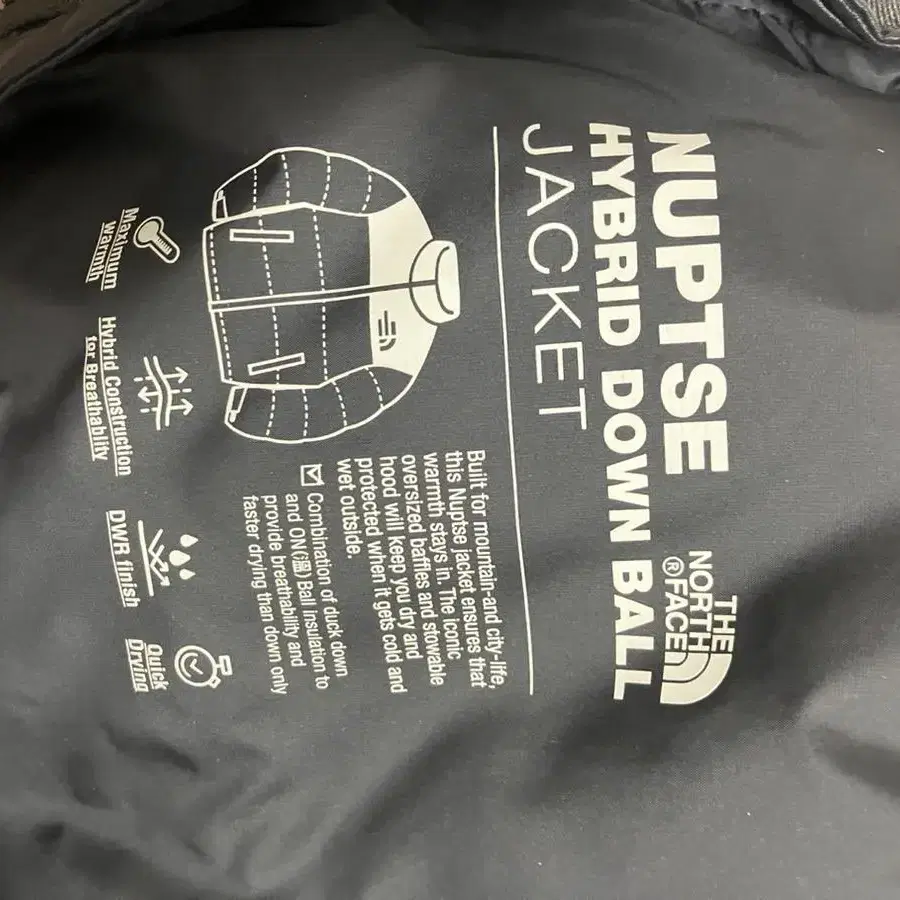 NUPTSE
HYBRID DOWN BALL
JACKET
THE
NORTH
®FACE
Built for mountain-and city-life,
this Nuptse jacket ensures that
warmth stays in. The iconic
oversized baffles and stowable
hood will keep you dry and
protected when it gets cold and
wet outside.
Combination of duck down
and ON(溫) Ball insulation to
provide breathability and
faster drying than down only
Maximum
warmth
Hybrid Construction
for Breathablity
DWR finish
Quick
Drying